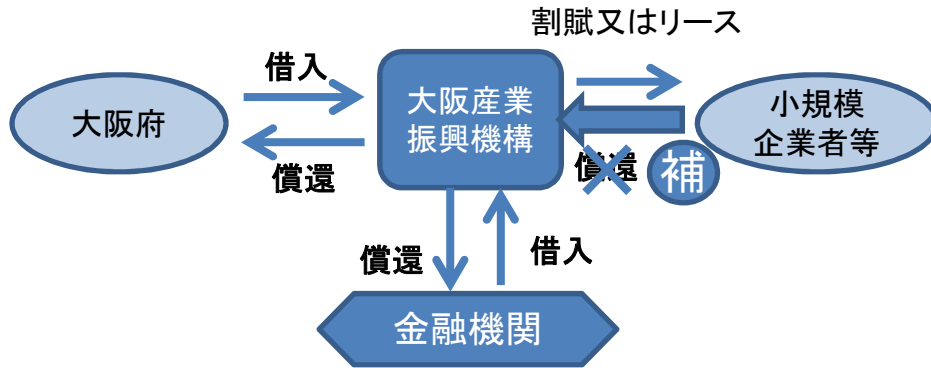 割賦又はリース
借入
大阪府
大阪産業
振興機構
小規模
企業者等
償還
償還
補
償還
借入
金融機関